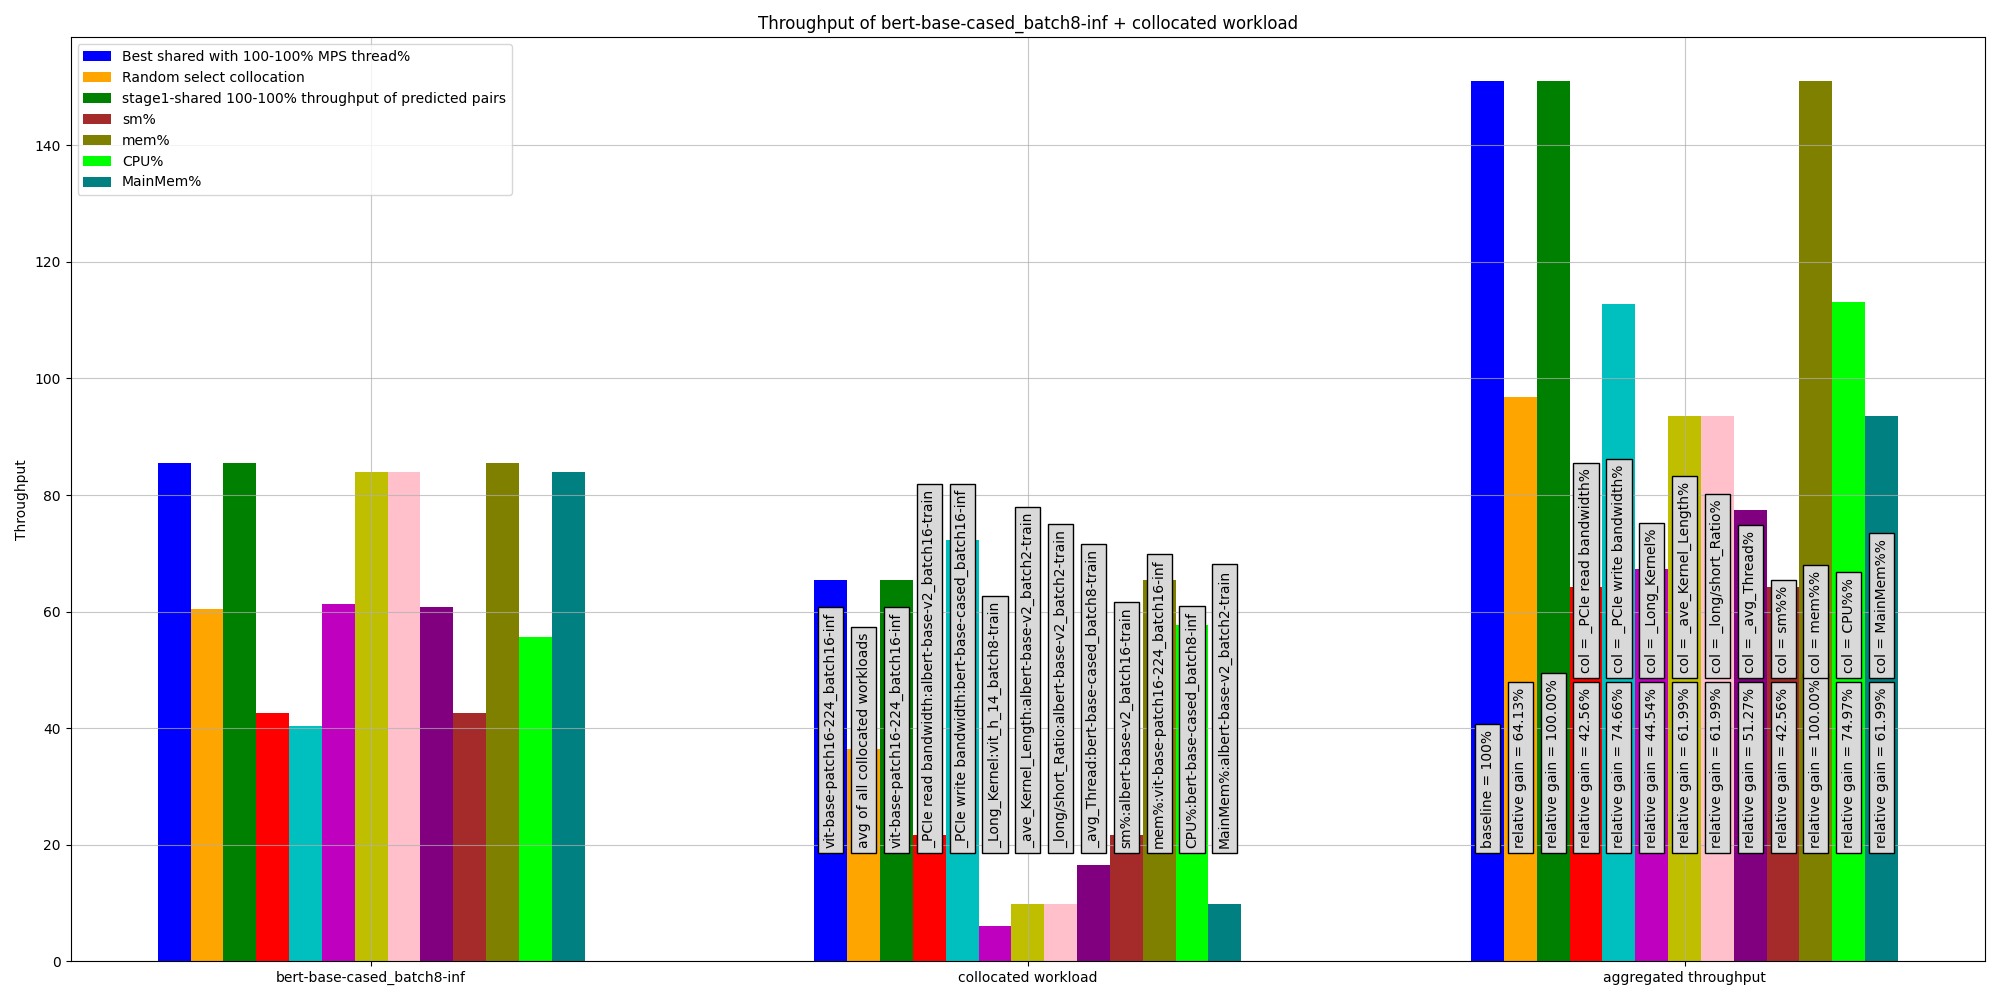 Throughput of bert-base-cased_batch8-inf + collocated workload
Best shared with 100-100% MPS thread%
Random select collocation
stage1-shared 100-100% throughput of predicted pairs
sm%
mem%
CPU%
MainMem%
Throughput
140
120
100
80
60
40
20
0
vit-base-patch16-224_batch16-inf
avg of all collocated workloads
vit-base-patch16-224_batch16-inf
_PCIe read bandwidth:albert-base-v2_batch16-train
_PCIe write bandwidth:bert-base-cased_batch16-inf
_Long_Kernel:vit_h_14_batch8-train
_ave_Kernel_Length:albert-base-v2_batch2-train
_long/short_Ratio:albert-base-v2_batch2-train
_avg_Thread:bert-base-cased_batch8-train
sm%:albert-base-v2_batch16-train
mem%:vit-base-patch16-224_batch16-inf
CPU%:bert-base-cased_batch8-inf
MainMem%:albert-base-v2_batch2-train
baseline = 100%
relative gain = 64.13%
relative gain = 100.00%
relative gain = 42.56%
col = _PCIe read bandwidth%
relative gain = 74.66%
col = _PCIe write bandwidth%
relative gain = 44.54%
col = _Long_Kernel%
relative gain = 61.99%
col = _ave_Kernel_Length%
relative gain = 61.99%
col = _long/short_Ratio%
relative gain = 51.27%
col = _avg_Thread%
relative gain = 42.56%
col = sm%%
relative gain = 100.00%
col = mem%%
relative gain = 74.97%
col = CPU%%
relative gain = 61.99%
col = MainMem%%
bert-base-cased_batch8-inf
collocated workload
aggregated throughput